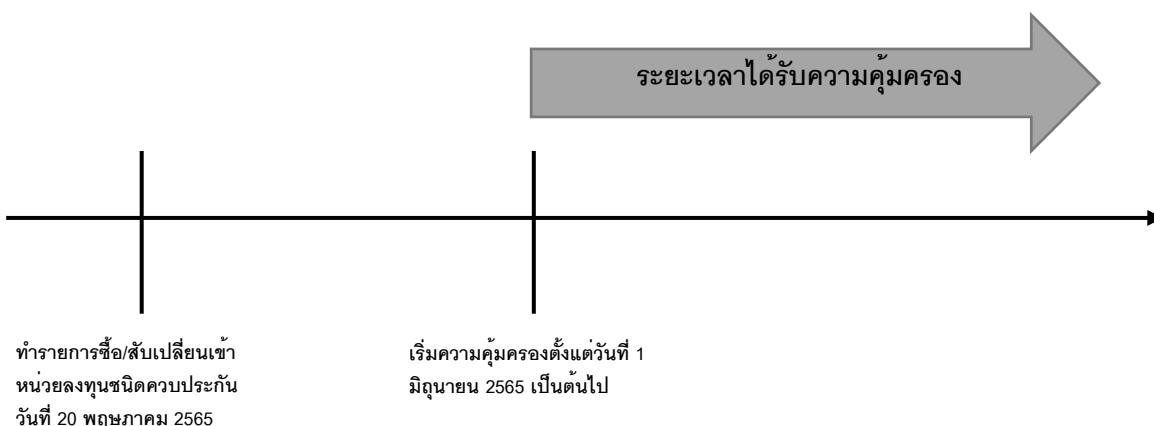 ระยะเวลาได้รับความคุ้มครอง
ทำรายการซื้อ/สับเปลี่ยนเข้า
หน่วยลงทุนชนิดควบประกัน
วันที่ 20 พฤษภาคม 2565
เริ่มความคุ้มครองตั้งแต่วันที่ 1
มิถุนายน 2565 เป็นต้นไป